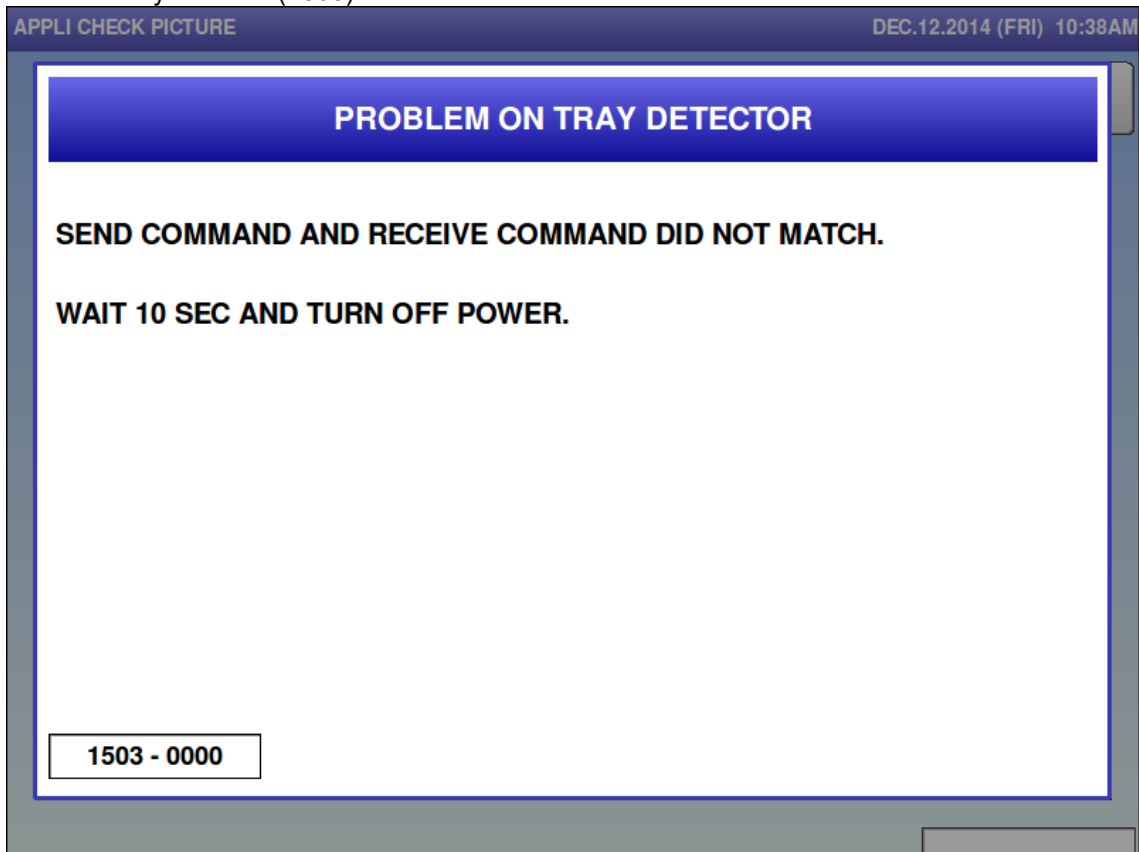 APPLI CHECK PICTURE DEC.12.2014 (FRI) 10:38AM
PROBLEM ON TRAY DETECTOR
SEND COMMAND AND RECEIVE COMMAND DID NOT MATCH.
WAIT 10 SEC AND TURN OFF POWER.
1503 - 0000